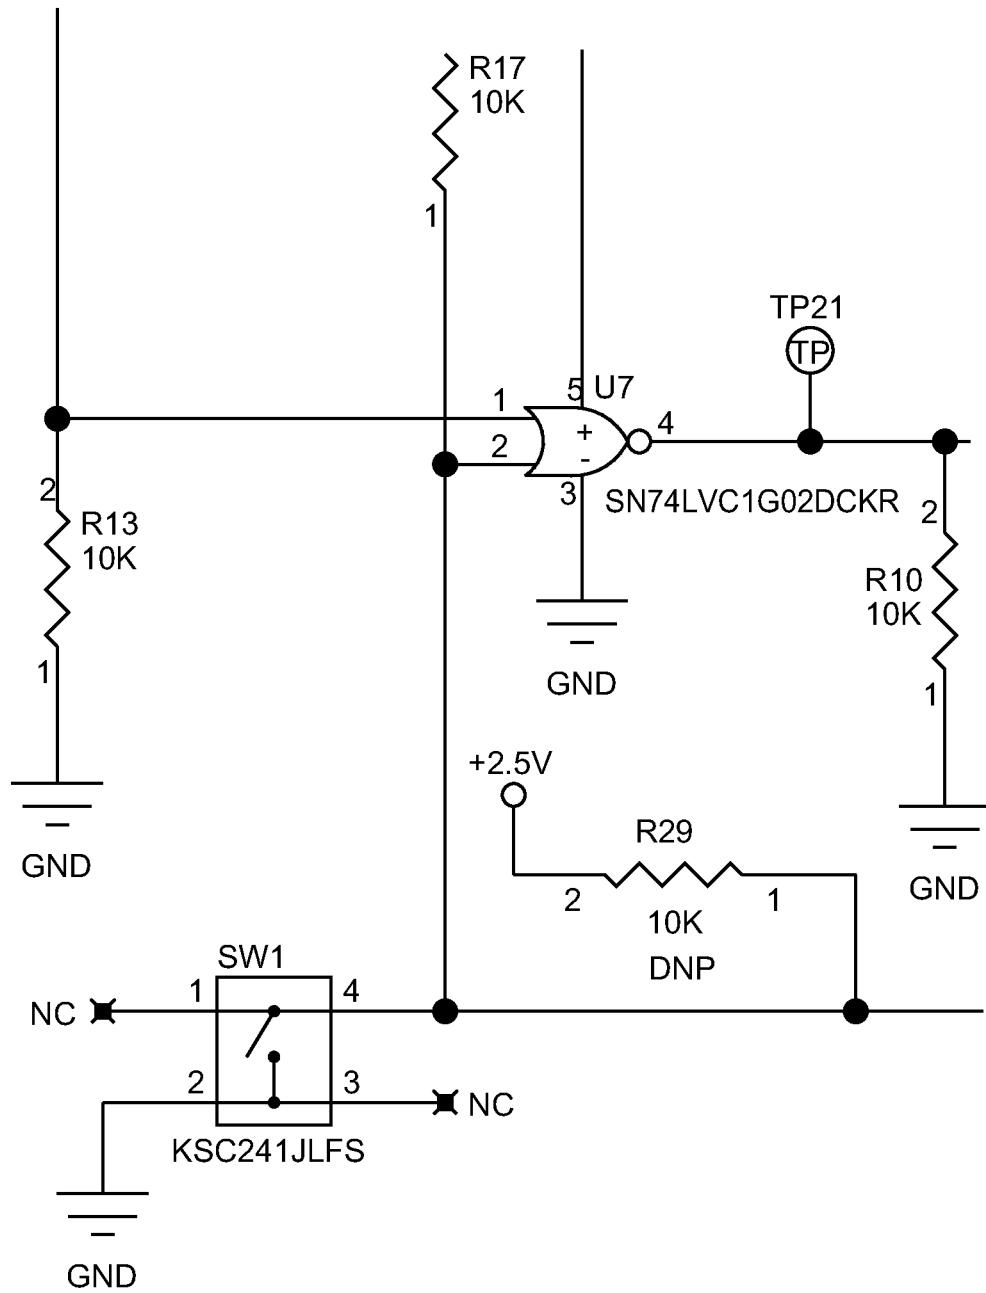 R17
10K
1
TP21
TP
5
U7
1
4
+
2
-
3
SN74LVC1G02DCKR
2
R13
10K
2
R10
10K
1
GND
1
+2.5V
R29
GND
2
1
GND
10K
DNP
SW1
1
4
NC
2
3
NC
KSC241JLFS
GND